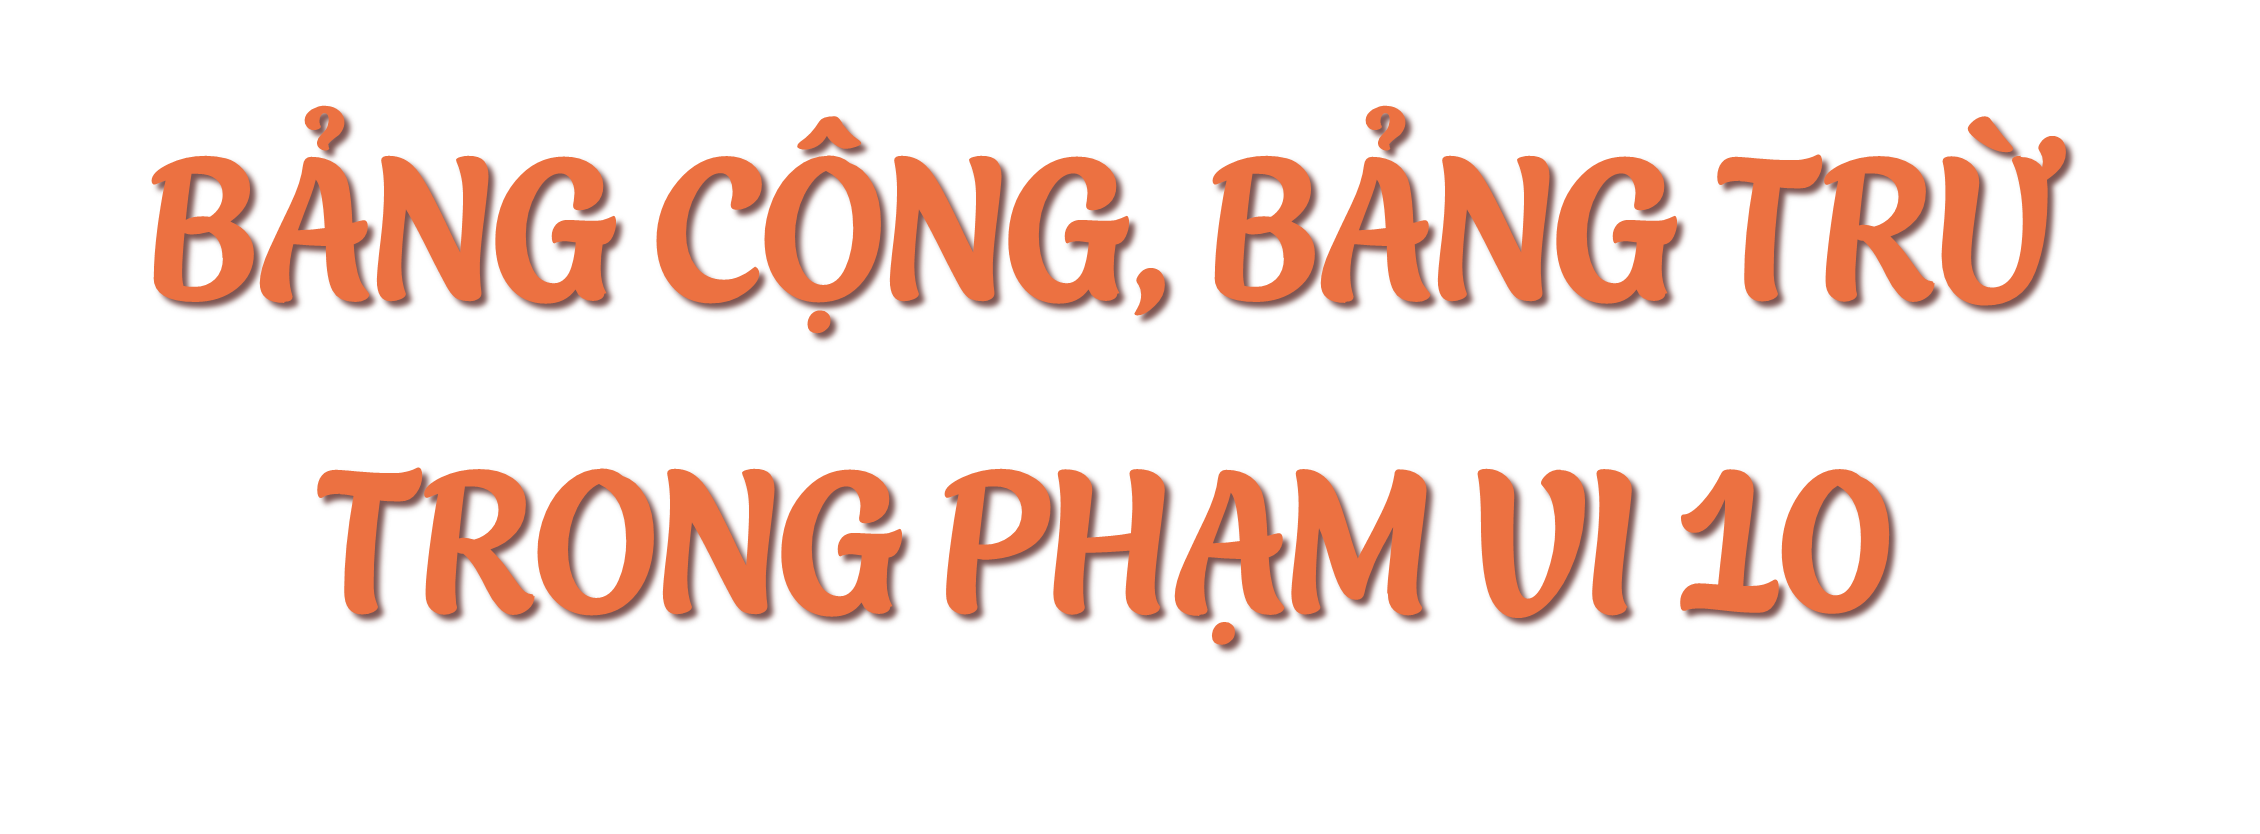 BẢNG CỘNG, BẢNG TRỪ
TRONG PHẠM VI 10